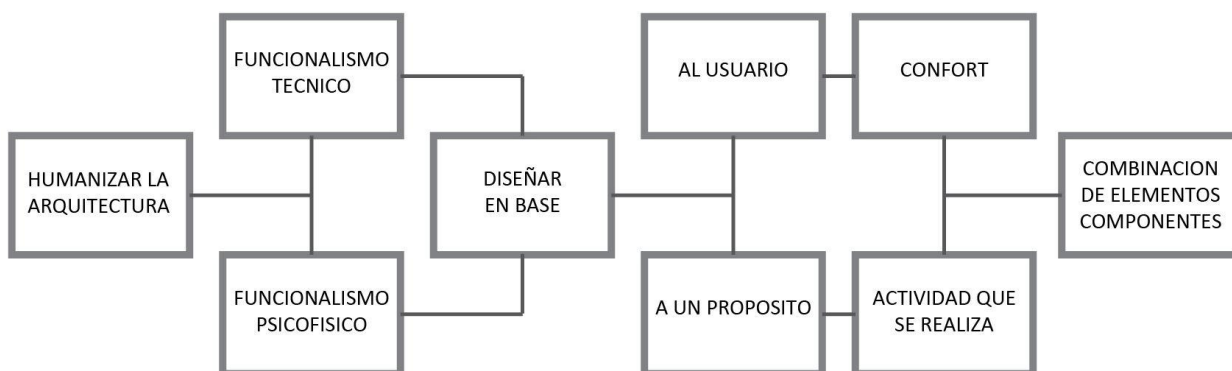 HUMANIZAR LA
ARQUITECTURA
FUNCIONALISMO
TECNICO
FUNCIONALISMO
PSICOFISICO
DISEÑAR
EN BASE
AL USUARIO
A UN PROPOSITO
CONFORT
ACTIVIDAD QUE
SE REALIZA
COMBINACION
DE ELEMENTOS
COMPONENTES